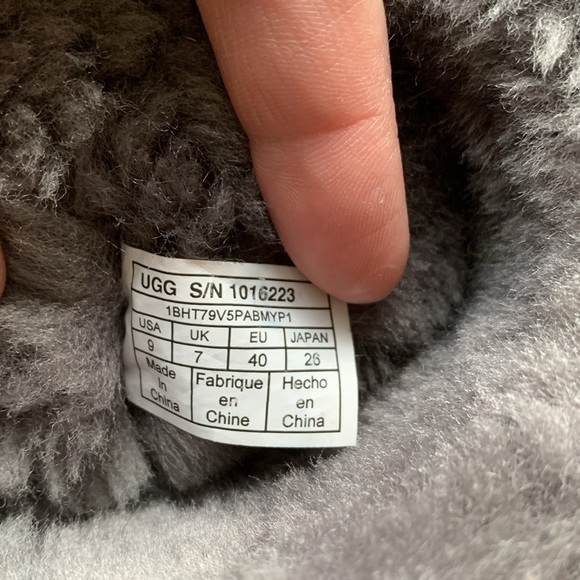 UGG S/N 1016223
1BHT79V5PABMYP1
USA UK EU JAPAN
9 7 40 26
Made in China
Fabrique en Chine
Hecho en China